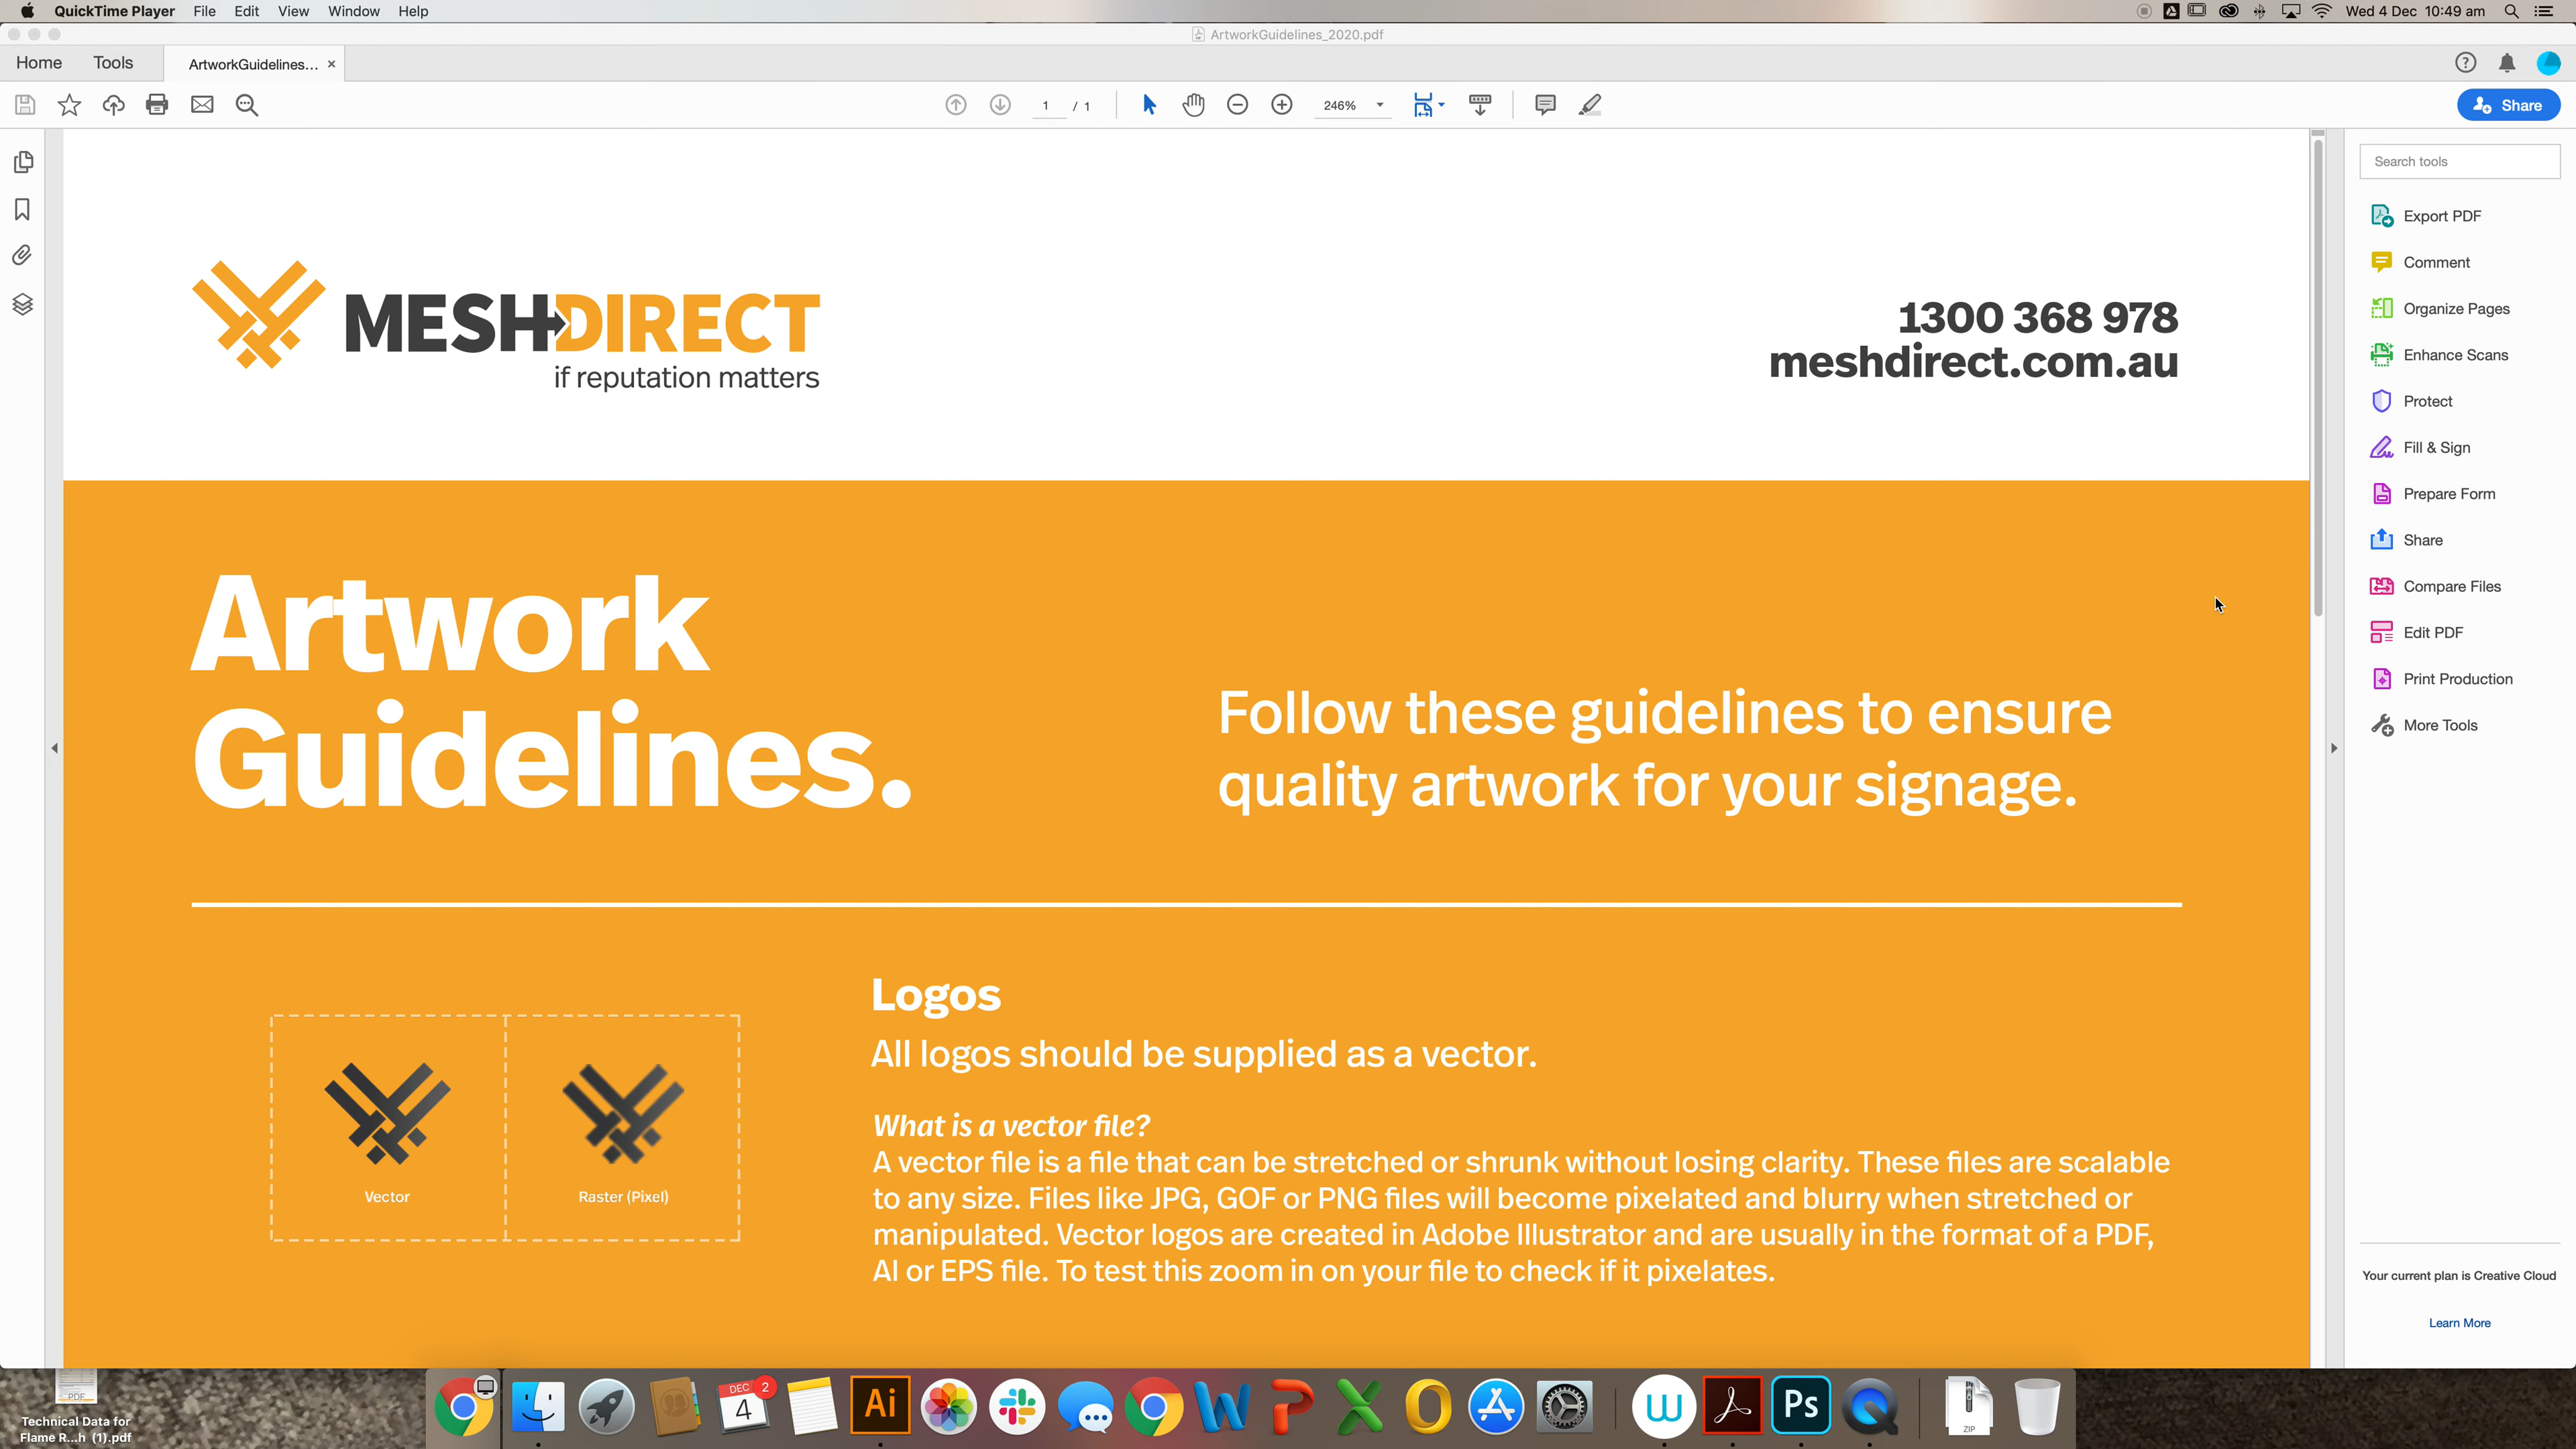 QuickTime Player File Edit View Window Help
Wed 4 Dec 10:49 am
ArtworkGuidelines_2020.pdf
Home Tools ArtworkGuidelines... ×
1 / 1
246%
Share
Search tools
Export PDF
Comment
Organize Pages
Enhance Scans
Protect
Fill & Sign
Prepare Form
Share
Compare Files
Edit PDF
Print Production
More Tools
Your current plan is Creative Cloud
Learn More
MESHDIRECT
if reputation matters
1300 368 978
meshdirect.com.au
Artwork
Guidelines.
Follow these guidelines to ensure
quality artwork for your signage.
Vector
Raster (Pixel)
Logos
All logos should be supplied as a vector.
What is a vector file?
A vector file is a file that can be stretched or shrunk without losing clarity. These files are scalable
to any size. Files like JPG, GOF or PNG files will become pixelated and blurry when stretched or
manipulated. Vector logos are created in Adobe Illustrator and are usually in the format of a PDF,
AI or EPS file. To test this zoom in on your file to check if it pixelates.
PDF
Technical Data for
Flame R...h (1).pdf
DEC
2
4
Ai
Ps
ZIP